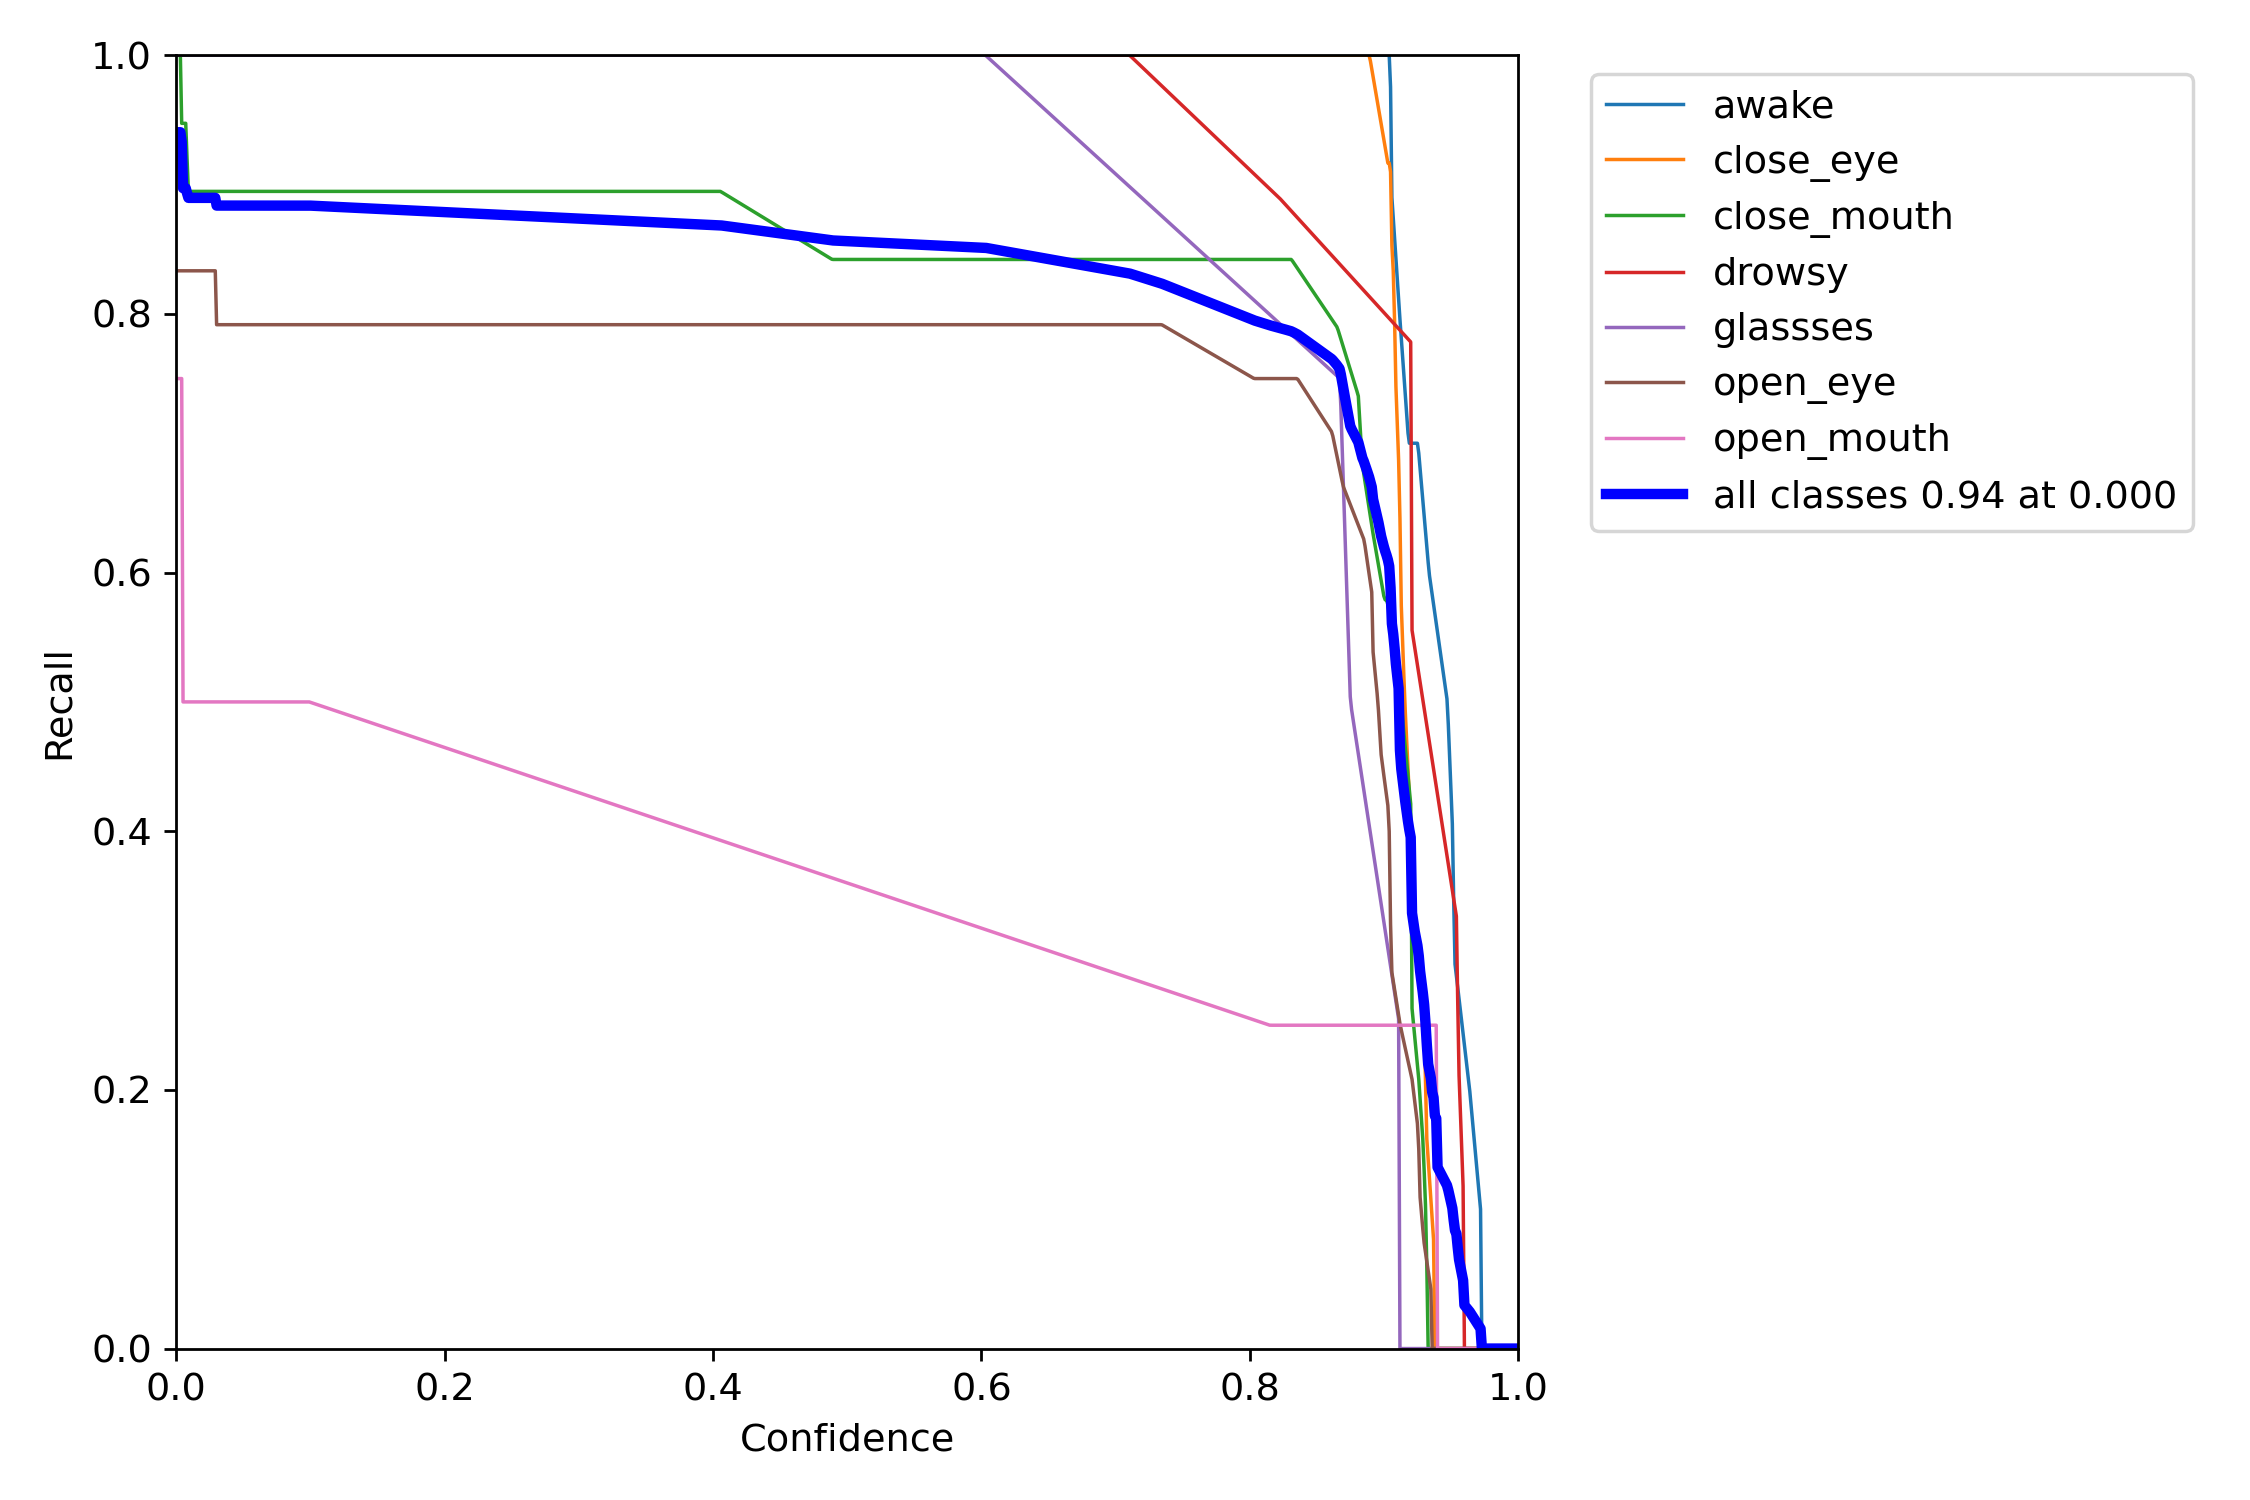 1.0
0.8
0.6
0.4
0.2
0.0
Recall
0.0 0.2 0.4 0.6 0.8 1.0
Confidence
awake
close_eye
close_mouth
drowsy
glassses
open_eye
open_mouth
all classes 0.94 at 0.000